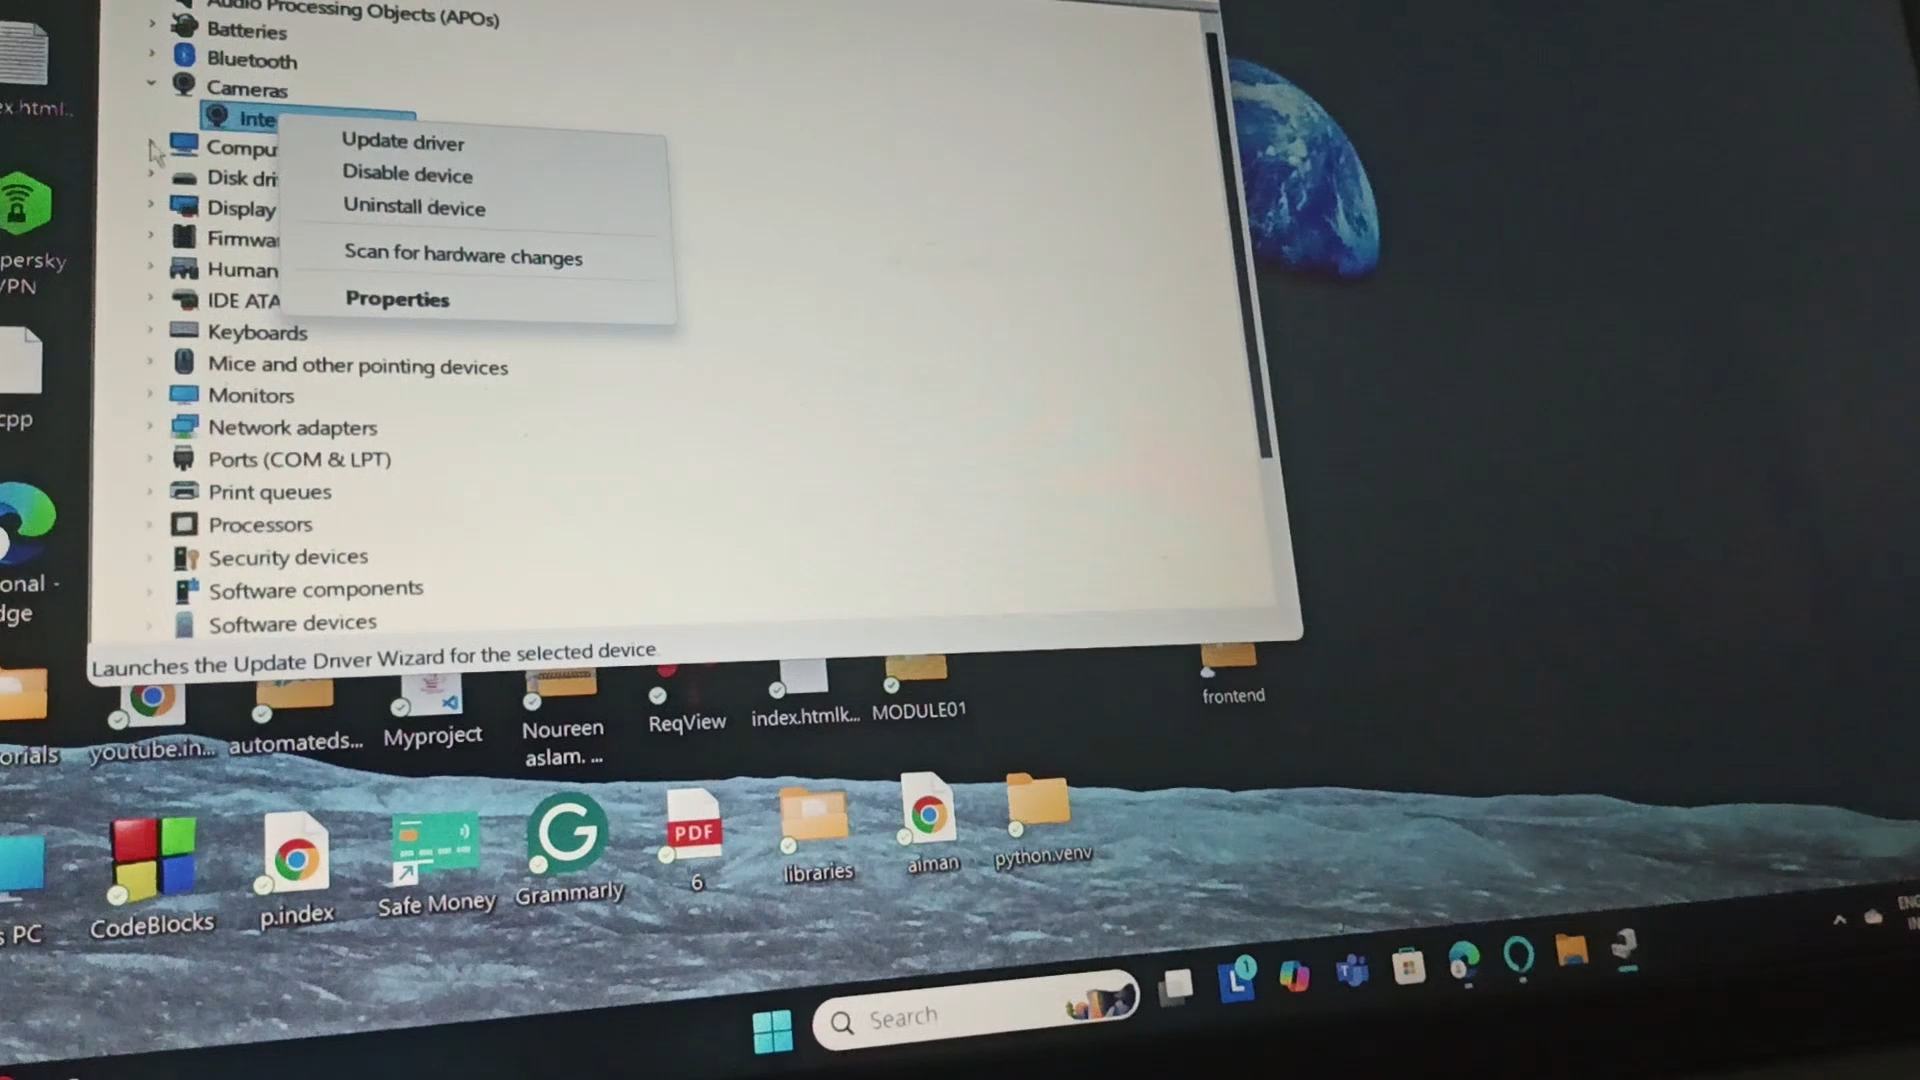 Audio Processing Objects (APOs)
Batteries
Bluetooth
Cameras
Inte
Compu
Disk dri
Display
Firmwa
Human
IDE ATA
Keyboards
Mice and other pointing devices
Monitors
Network adapters
Ports (COM & LPT)
Print queues
Processors
Security devices
Software components
Software devices
Update driver
Disable device
Uninstall device
Scan for hardware changes
Properties
Launches the Update Driver Wizard for the selected device
ex.html..
persky
VPN
cpp
onal -
dge
orials
youtube.in...
automateds...
Myproject
Noureen
aslam. ...
ReqView
index.htmlk...
MODULE01
frontend
s PC
CodeBlocks
p.index
Safe Money
G
Grammarly
PDF
6
libraries
aiman
python.venv
Search
L
1
T
ENG
IN